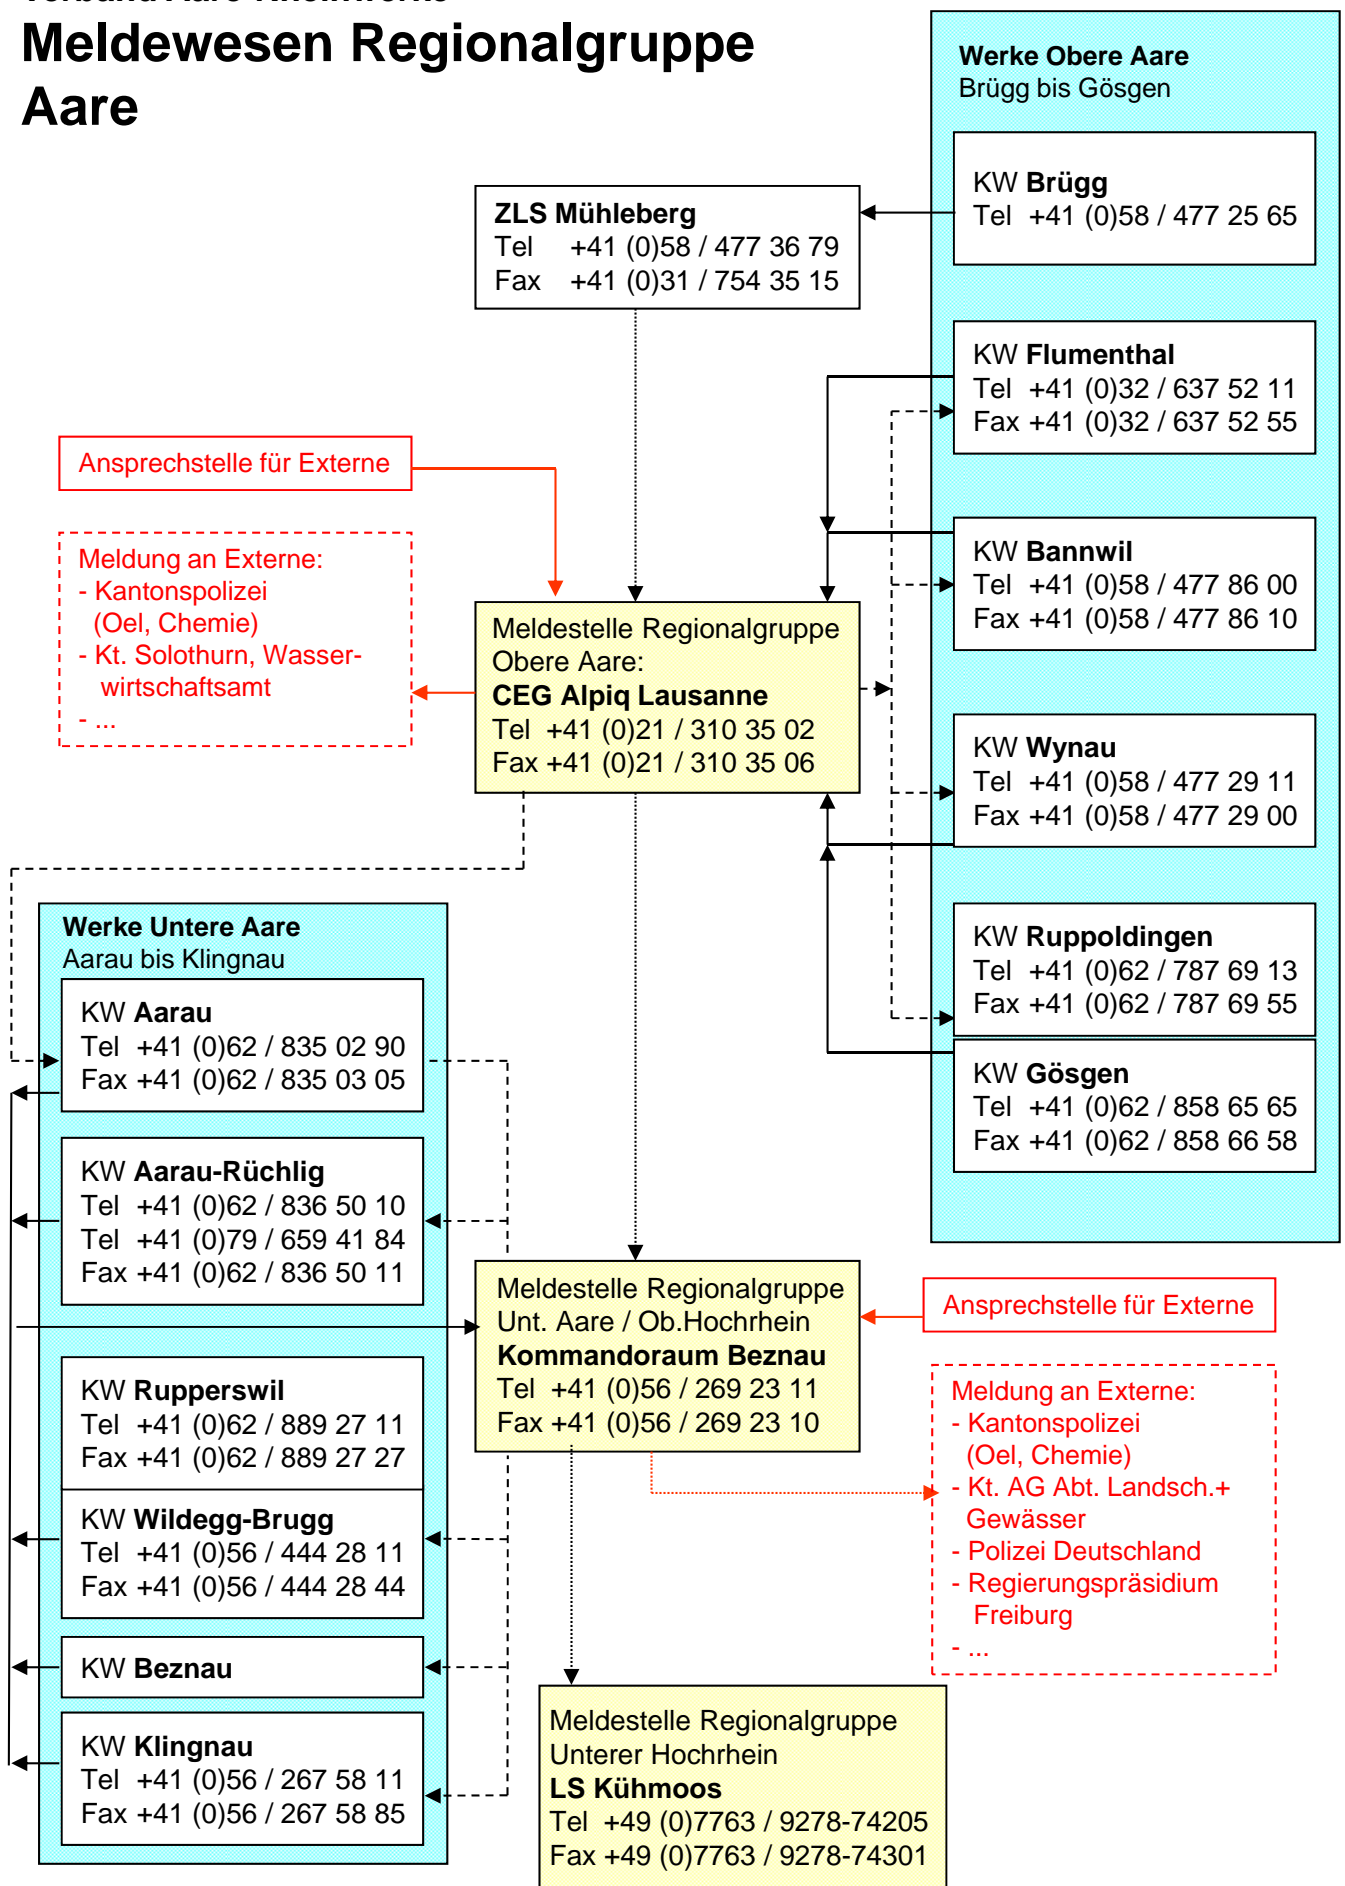 Verband Aare-Rheinwerke
Meldewesen Regionalgruppe
Aare
Werke Obere Aare
Brügg bis Gösgen
KW Brügg
Tel +41 (0)58 / 477 25 65
ZLS Mühleberg
Tel +41 (0)58 / 477 36 79
Fax +41 (0)31 / 754 35 15
KW Flumenthal
Tel +41 (0)32 / 637 52 11
Fax +41 (0)32 / 637 52 55
Ansprechstelle für Externe
Meldung an Externe:
- Kantonspolizei
(Oel, Chemie)
- Kt. Solothurn, Wasser-
wirtschaftsamt
- ...
KW Bannwil
Tel +41 (0)58 / 477 86 00
Fax +41 (0)58 / 477 86 10
Meldestelle Regionalgruppe
Obere Aare:
CEG Alpiq Lausanne
Tel +41 (0)21 / 310 35 02
Fax +41 (0)21 / 310 35 06
KW Wynau
Tel +41 (0)58 / 477 29 11
Fax +41 (0)58 / 477 29 00
KW Ruppoldingen
Tel +41 (0)62 / 787 69 13
Fax +41 (0)62 / 787 69 55
KW Gösgen
Tel +41 (0)62 / 858 65 65
Fax +41 (0)62 / 858 66 58
Werke Untere Aare
Aarau bis Klingnau
KW Aarau
Tel +41 (0)62 / 835 02 90
Fax +41 (0)62 / 835 03 05
KW Aarau-Rüchlig
Tel +41 (0)62 / 836 50 10
Tel +41 (0)79 / 659 41 84
Fax +41 (0)62 / 836 50 11
Meldestelle Regionalgruppe
Unt. Aare / Ob.Hochrhein
Kommandoraum Beznau
Tel +41 (0)56 / 269 23 11
Fax +41 (0)56 / 269 23 10
Ansprechstelle für Externe
Meldung an Externe:
- Kantonspolizei
(Oel, Chemie)
- Kt. AG Abt. Landsch.+
Gewässer
- Polizei Deutschland
- Regierungspräsidium
Freiburg
- ...
KW Rupperswil
Tel +41 (0)62 / 889 27 11
Fax +41 (0)62 / 889 27 27
KW Wildegg-Brugg
Tel +41 (0)56 / 444 28 11
Fax +41 (0)56 / 444 28 44
KW Beznau
KW Klingnau
Tel +41 (0)56 / 267 58 11
Fax +41 (0)56 / 267 58 85
Meldestelle Regionalgruppe
Unterer Hochrhein
LS Kühmoos
Tel +49 (0)7763 / 9278-74205
Fax +49 (0)7763 / 9278-74301